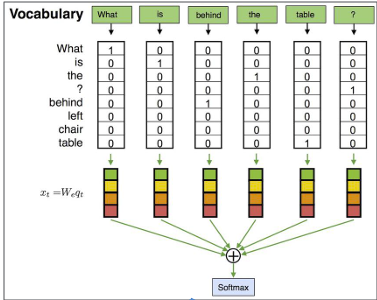 Vocabulary What is behind the table ?
What 1 0 0 0 0 0
is 0 1 0 0 0 0
the 0 0 0 1 0 0
? 0 0 0 0 0 1
behind 0 0 1 0 0 0
left 0 0 0 0 0 0
chair 0 0 0 0 0 0
table 0 0 0 0 1 0
x_t = W_e q_t
Softmax